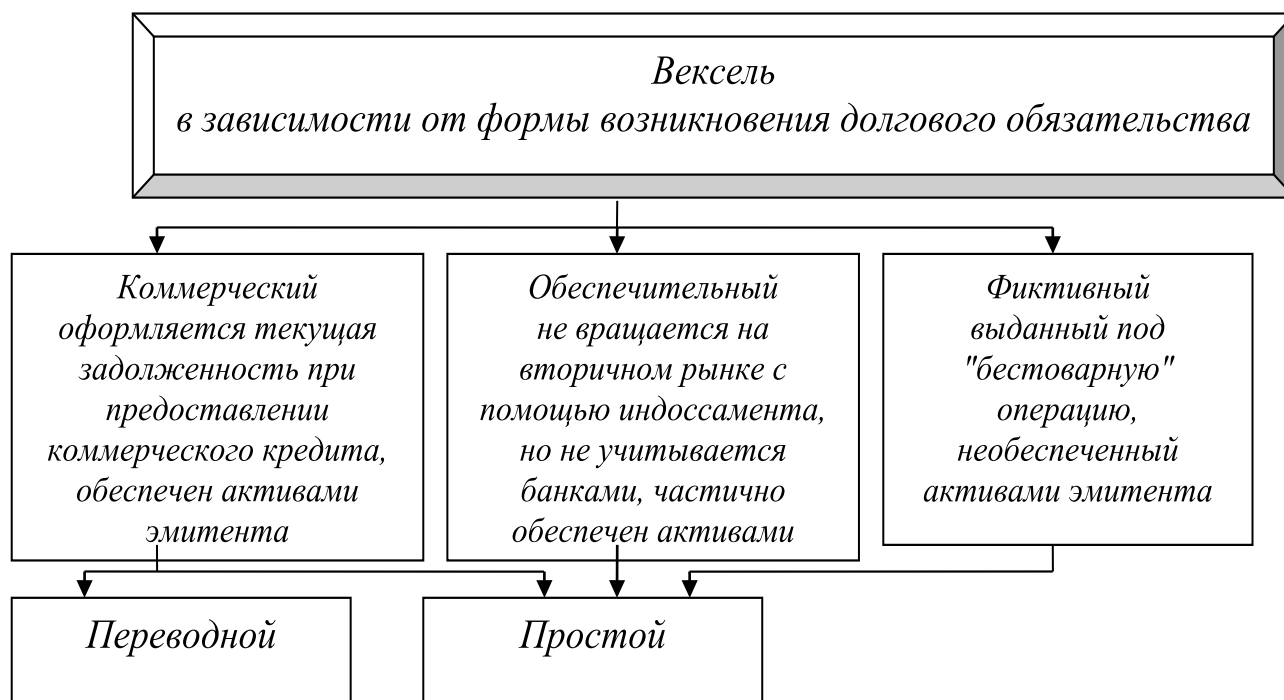 Вексель
в зависимости от формы возникновения долгового обязательства
Коммерческий
оформляется текущая
задолженность при
предоставлении
коммерческого кредита,
обеспечен активами
эмитента
Обеспечительный
не вращается на
вторичном рынке с
помощью индоссамента,
но не учитывается
банками, частично
обеспечен активами
Фиктивный
выданный под
"бестоварную"
операцию,
необеспеченный
активами эмитента
Переводной
Простой